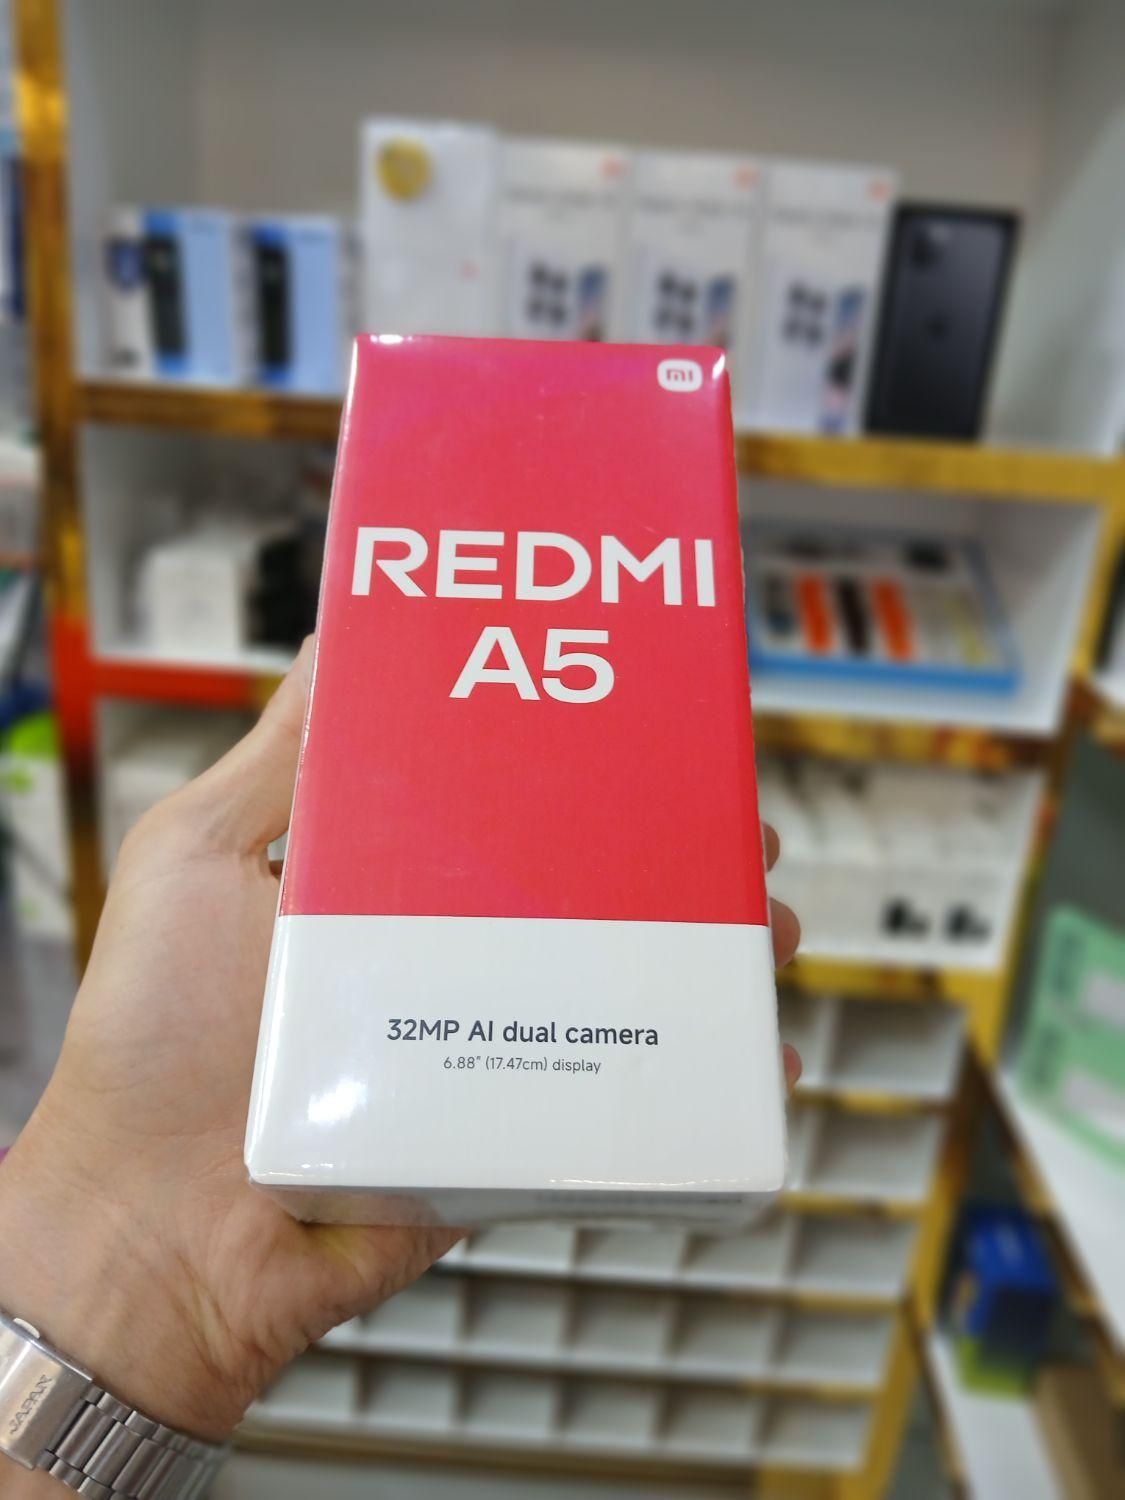 mi
REDMI
A5
32MP AI dual camera
6.88" (17.47cm) display
JAPAN